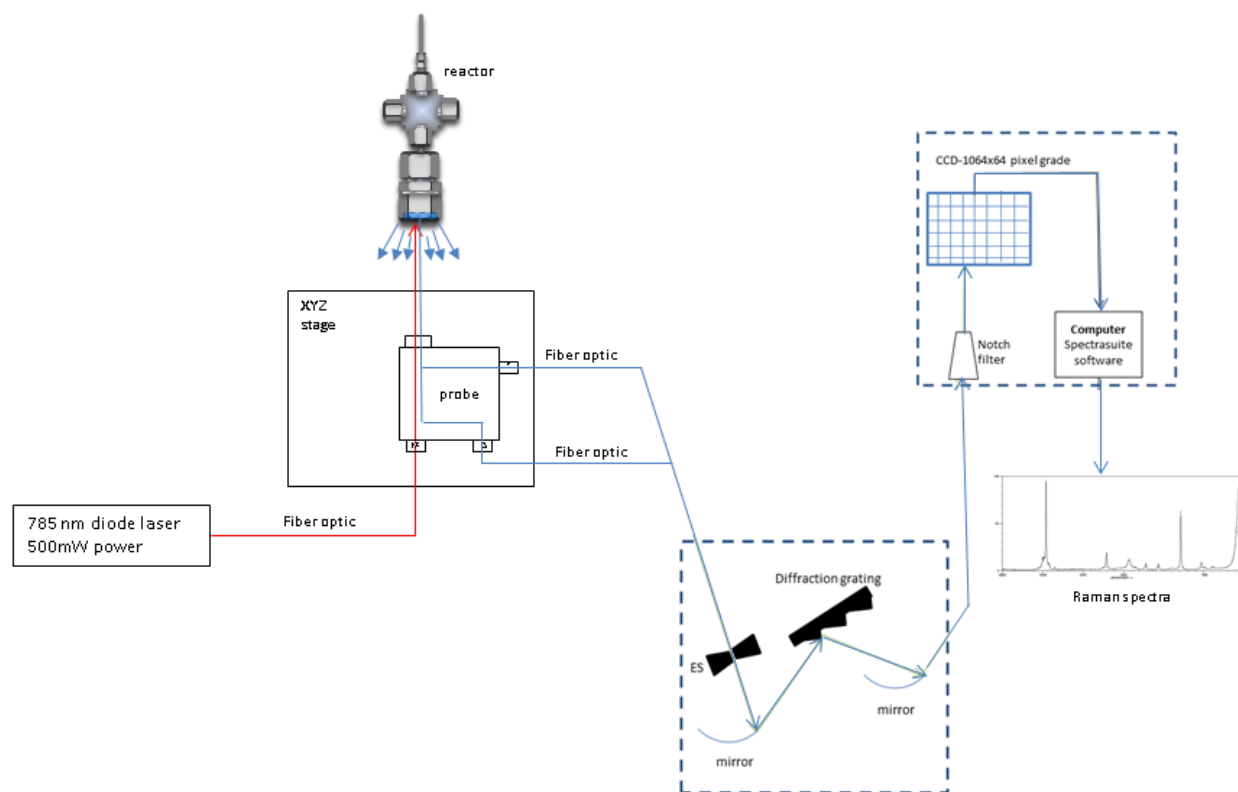 reactor
CCD-1064x64 pixel grade
XYZ
stage
Fiber optic
probe
Notch
filter
Computer
Spectrasuite
software
Fiber optic
785 nm diode laser
500mW power
Fiber optic
Diffraction grating
Raman spectra
ES
mirror
mirror